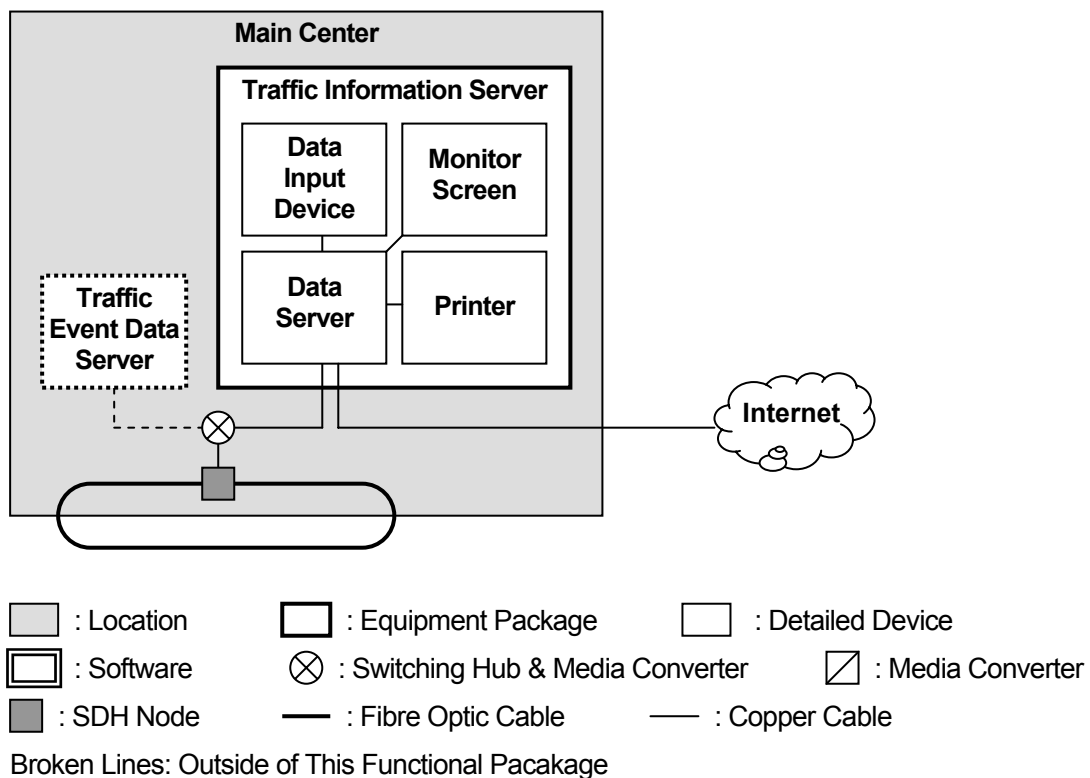 Main Center
Traffic Information Server
Data
Input
Device
Monitor
Screen
Data
Server
Printer
Traffic
Event Data
Server
Internet
: Location
: Equipment Package
: Detailed Device
: Software
: Switching Hub & Media Converter
: Media Converter
: SDH Node
: Fibre Optic Cable
: Copper Cable
Broken Lines: Outside of This Functional Pacakage